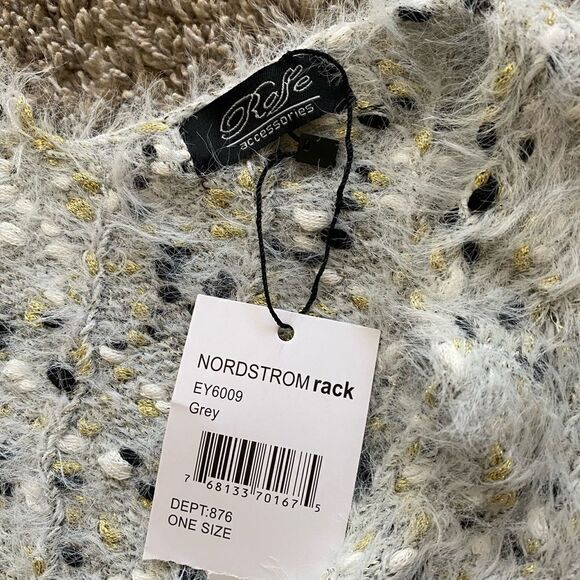 Rose
accessories
NORDSTROM rack
EY6009
Grey
7 68133 70167 5
DEPT:876
ONE SIZE